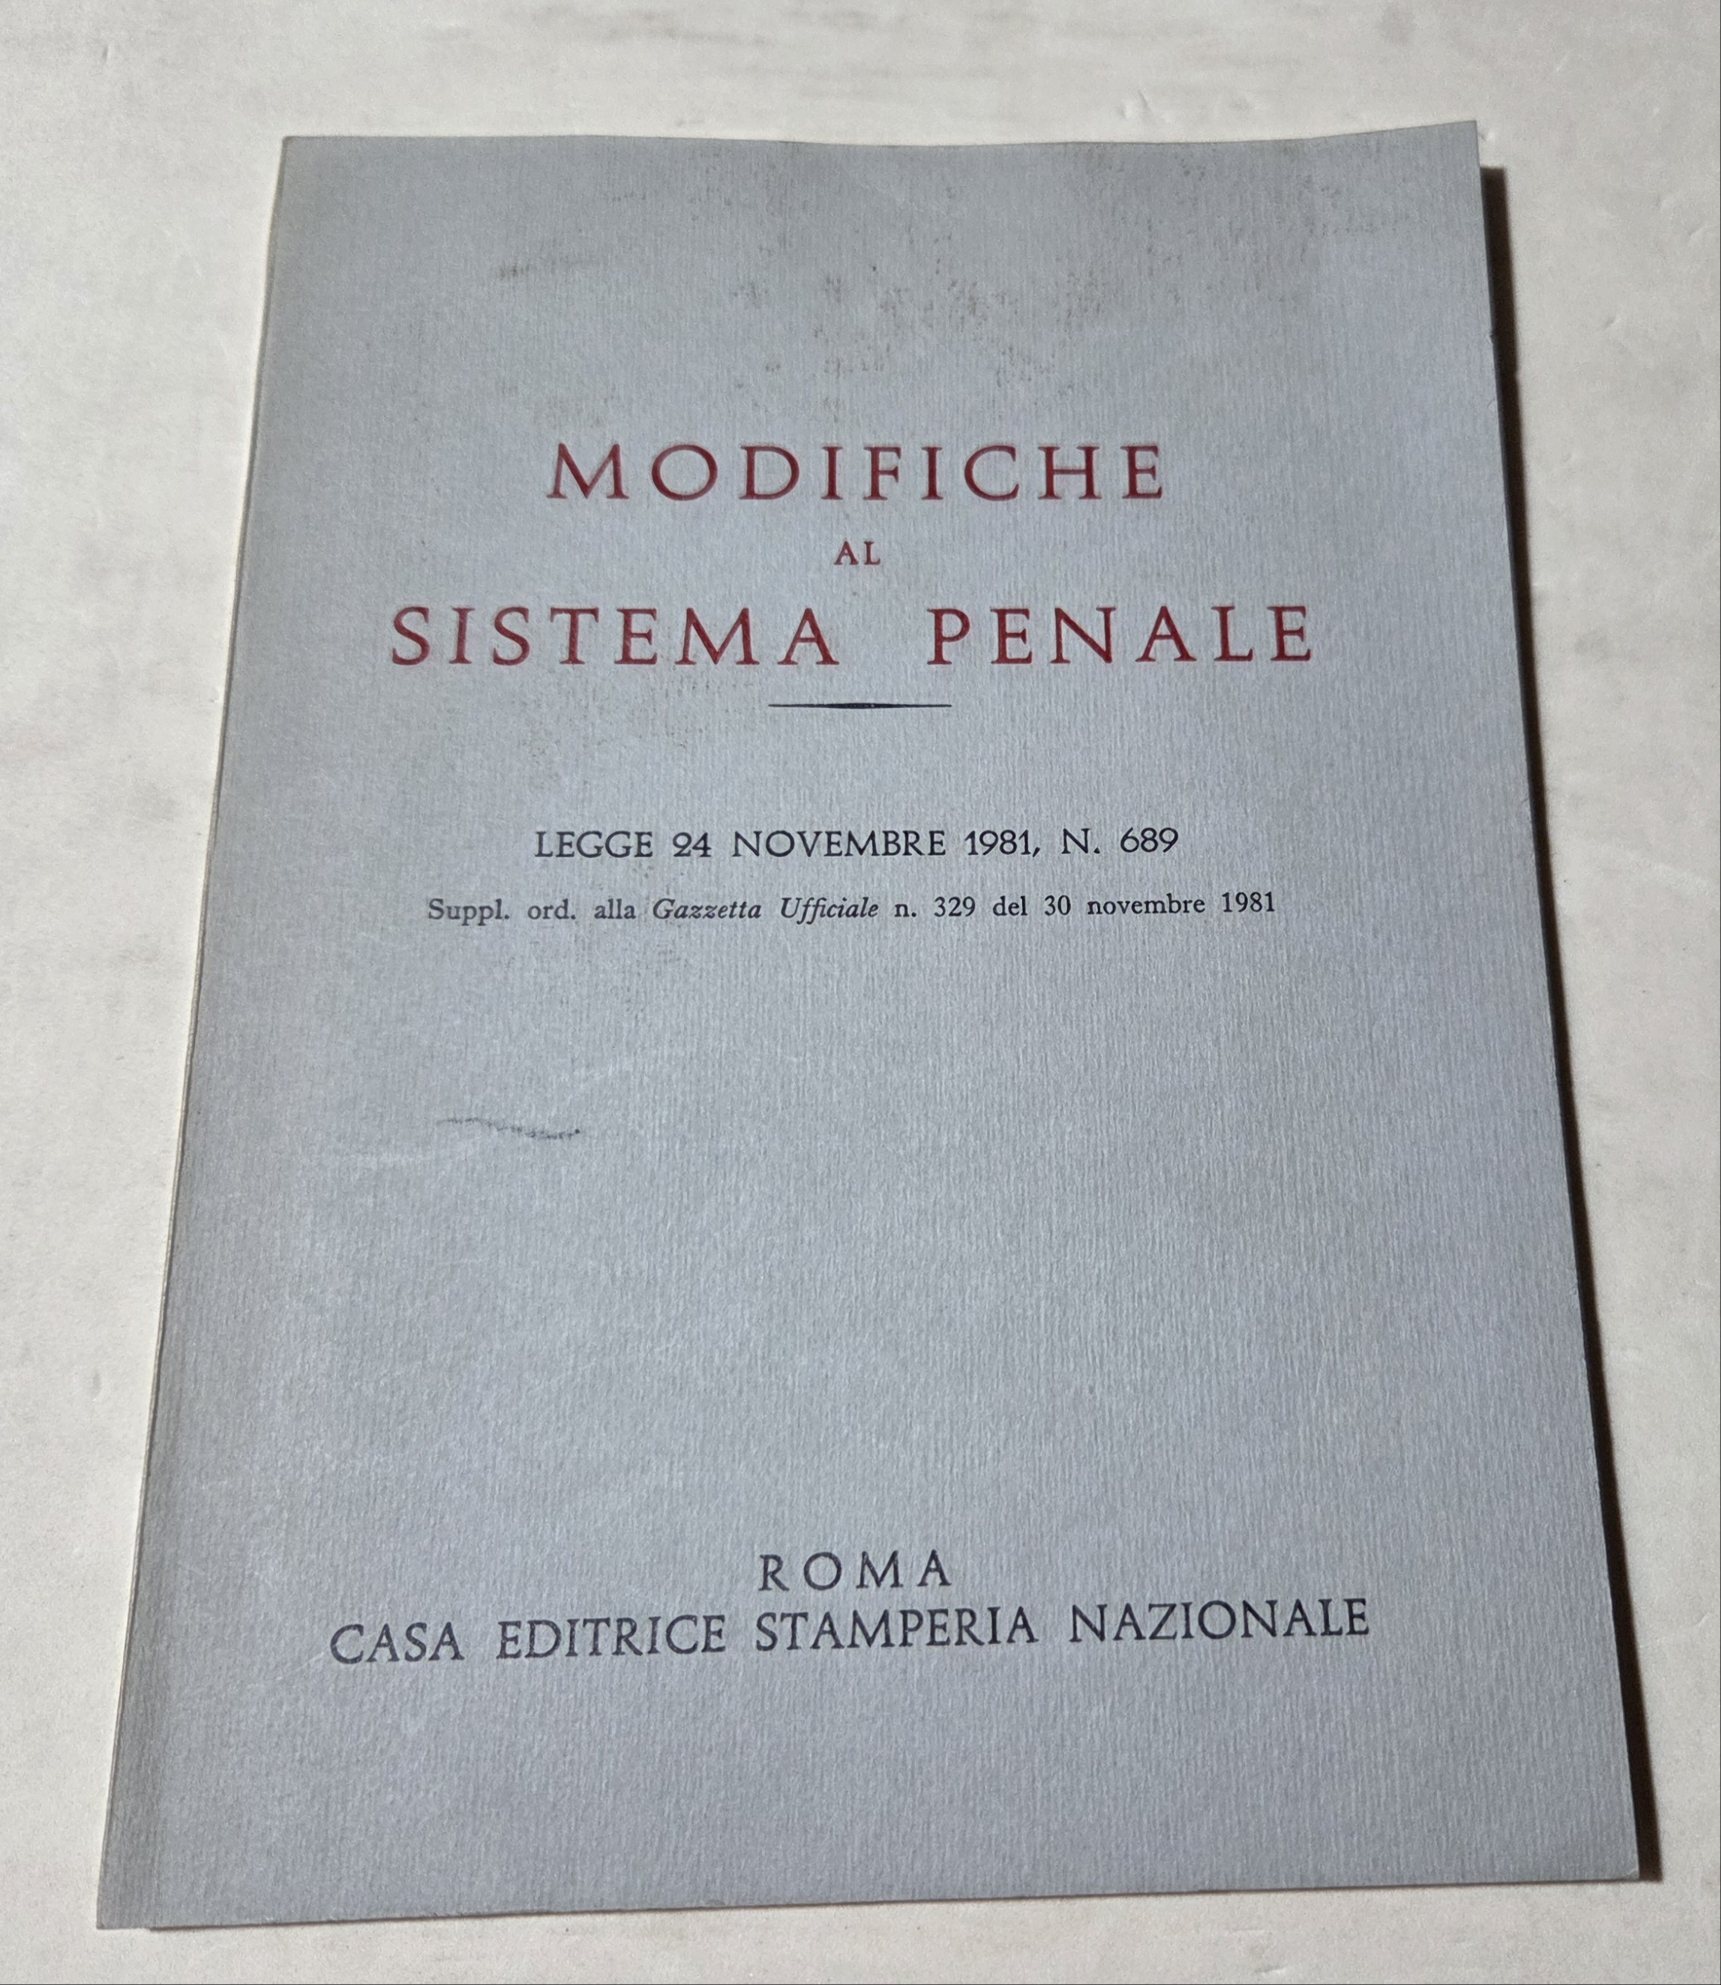 MODIFICHE
AL
SISTEMA PENALE
LEGGE 24 NOVEMBRE 1981, N. 689
Suppl. ord. alla Gazzetta Ufficiale n. 329 del 30 novembre 1981
ROMA
CASA EDITRICE STAMPERIA NAZIONALE